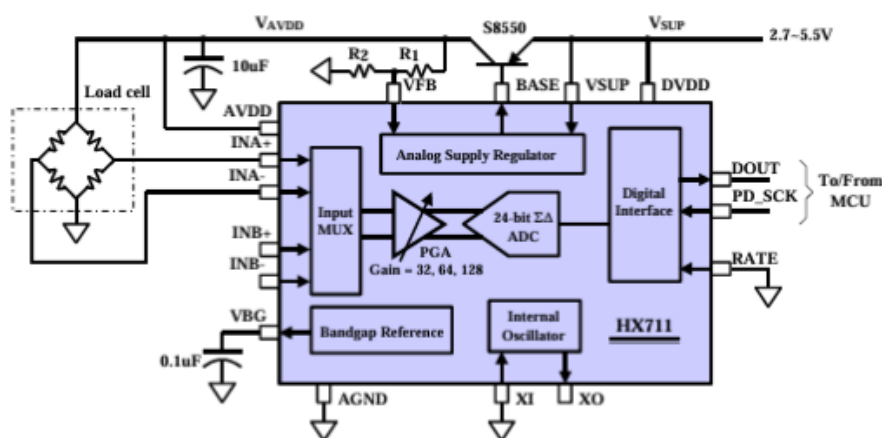 V_AVDD
S8550
V_SUP
2.7~5.5V
10uF
R2
R1
Load cell
VFB
BASE
VSUP
DVDD
AVDD
INA+
INA-
INB+
INB-
VBG
0.1uF
Analog Supply Regulator
Input
MUX
PGA
Gain = 32, 64, 128
24-bit ΣΔ
ADC
Digital
Interface
DOUT
PD_SCK
To/From
MCU
RATE
Bandgap Reference
Internal
Oscillator
HX711
AGND
XI
XO